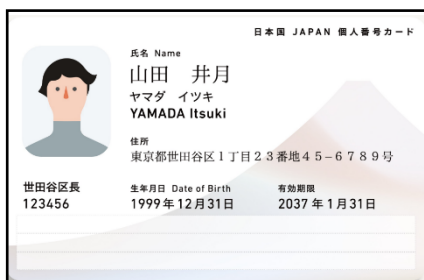 日本国 JAPAN 個人番号カード
氏名 Name
山田 井月
ヤマダ イツキ
YAMADA Itsuki
住所
東京都世田谷区1丁目23番地45−6789号
世田谷区長
123456
生年月日 Date of Birth
1999年12月31日
有効期限
2037年1月31日